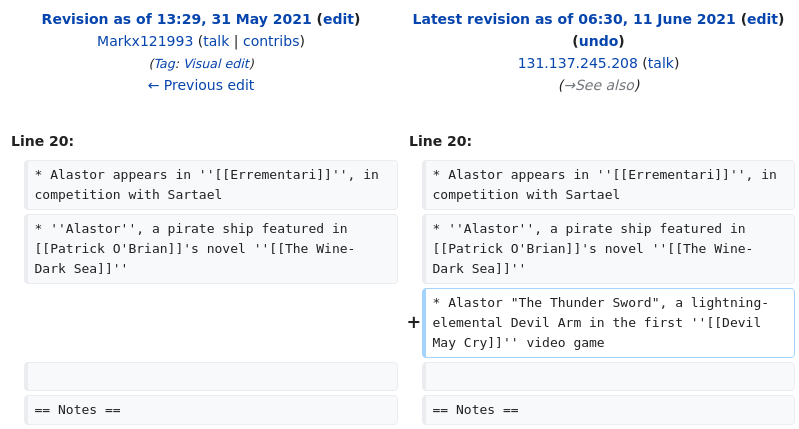 Revision as of 13:29, 31 May 2021 (edit)
Markx121993 (talk | contribs)
(Tag: Visual edit)
← Previous edit
Latest revision as of 06:30, 11 June 2021 (edit)
(undo)
131.137.245.208 (talk)
(→See also)
Line 20:
Line 20:
* Alastor appears in ''[[Errementari]]'', in
competition with Sartael
* Alastor appears in ''[[Errementari]]'', in
competition with Sartael
* ''Alastor'', a pirate ship featured in
[[Patrick O'Brian]]'s novel ''[[The Wine-
Dark Sea]]''
* ''Alastor'', a pirate ship featured in
[[Patrick O'Brian]]'s novel ''[[The Wine-
Dark Sea]]''
+
* Alastor "The Thunder Sword", a lightning-
elemental Devil Arm in the first ''[[Devil
May Cry]]'' video game
== Notes ==
== Notes ==